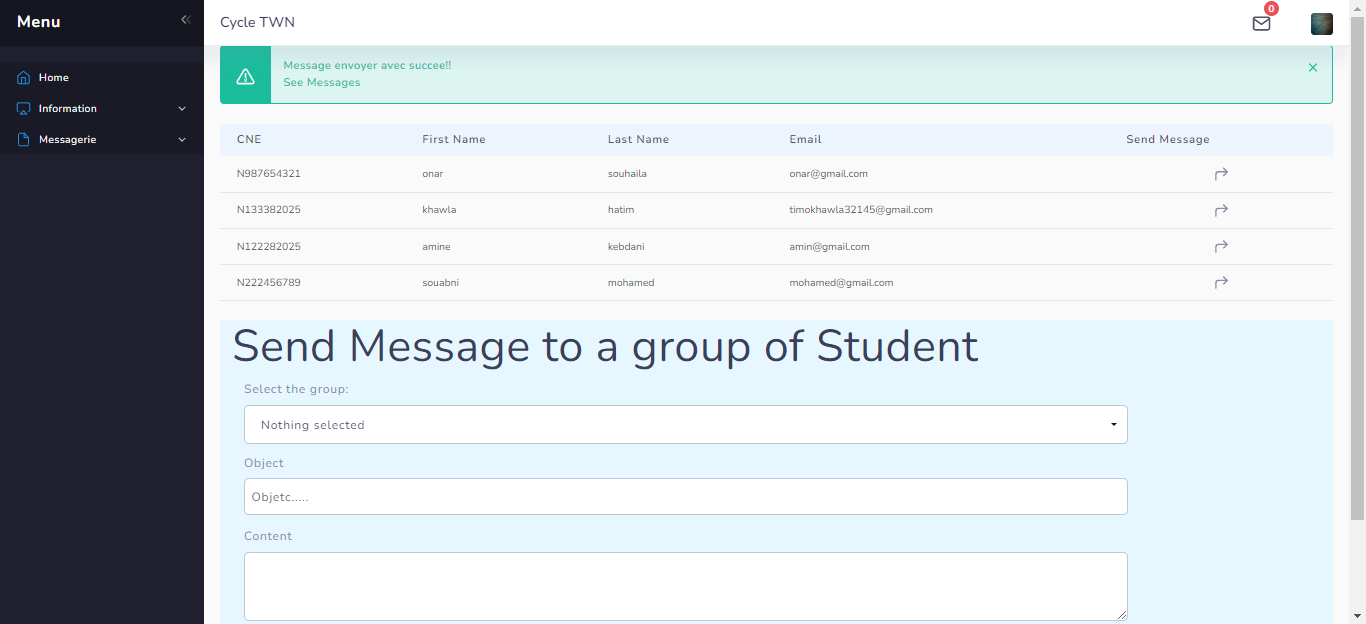 Menu
Cycle TWN
0
Home
Information
Messagerie
Message envoyer avec succee!!
See Messages
CNE First Name Last Name Email Send Message
N987654321 onar souhaila onar@gmail.com
N133382025 khawla hatim timokhawla32145@gmail.com
N122282025 amine kebdani amin@gmail.com
N222456789 souabni mohamed mohamed@gmail.com
Send Message to a group of Student
Select the group:
Nothing selected
Object
Objetc.....
Content